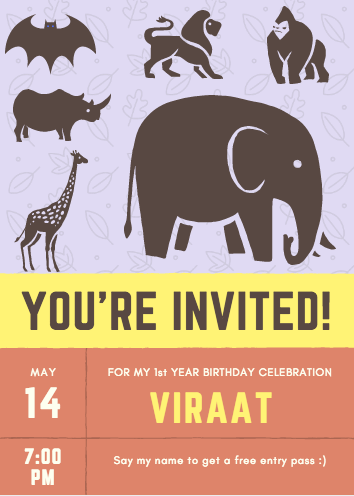 YOU'RE INVITED!
MAY
14
FOR MY 1st YEAR BIRTHDAY CELEBRATION
VIRAAT
7:00
PM
Say my name to get a free entry pass :)